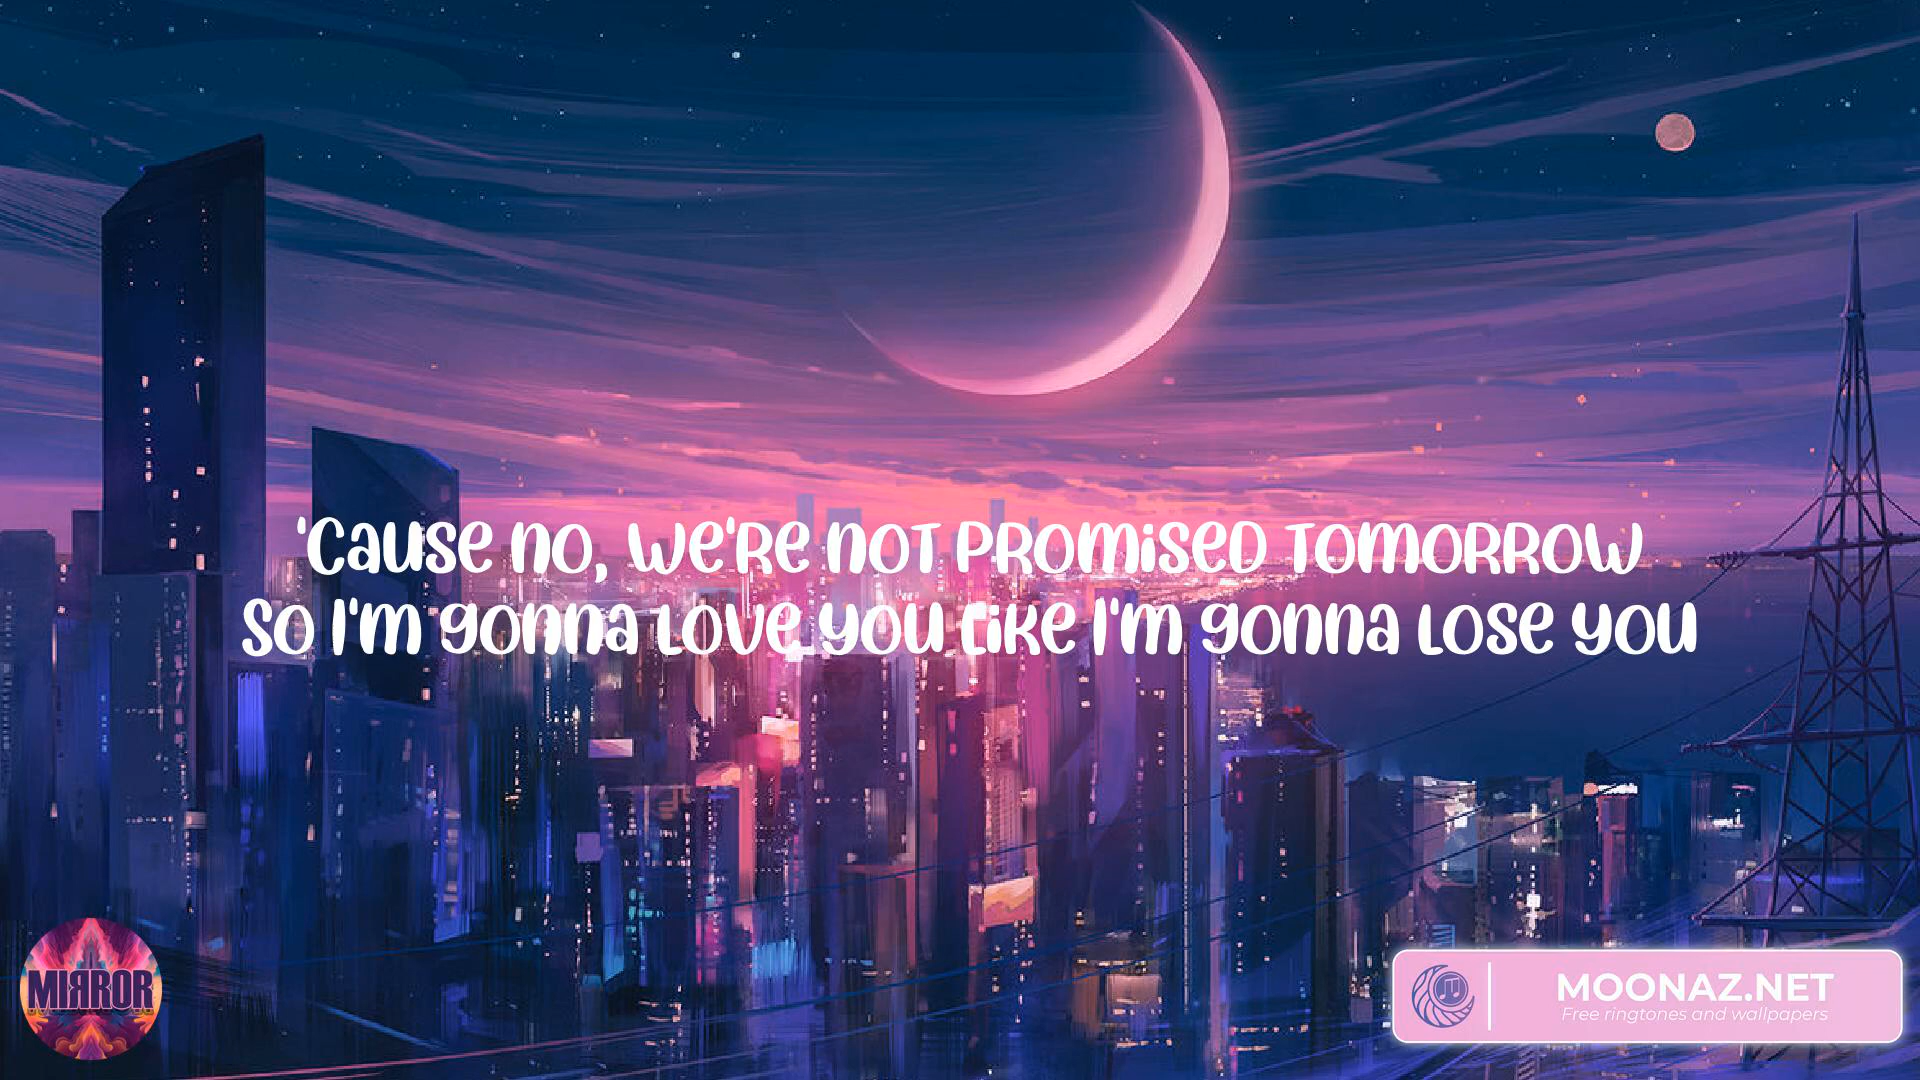 'Cause no, we're not promised tomorrow
So I'm gonna love you like I'm gonna lose you
MIRROR
MOONAZ.NET
Free ringtones and wallpapers